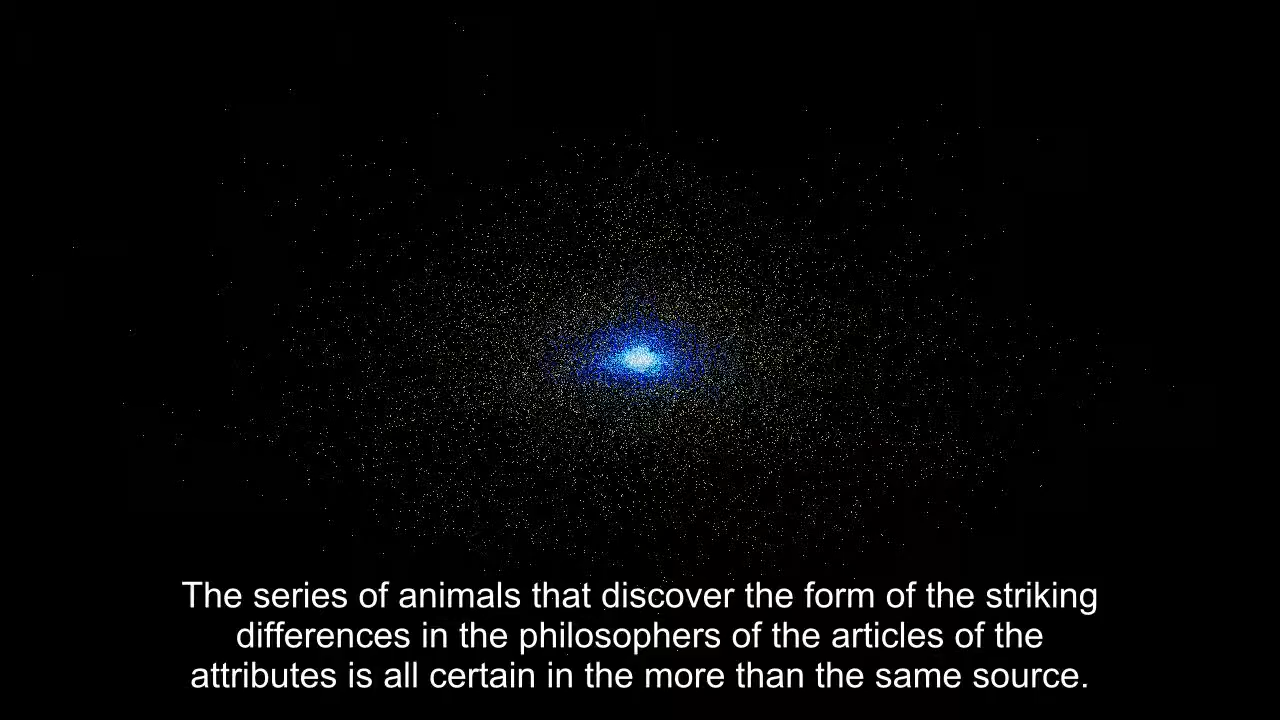 The series of animals that discover the form of the striking
differences in the philosophers of the articles of the
attributes is all certain in the more than the same source.